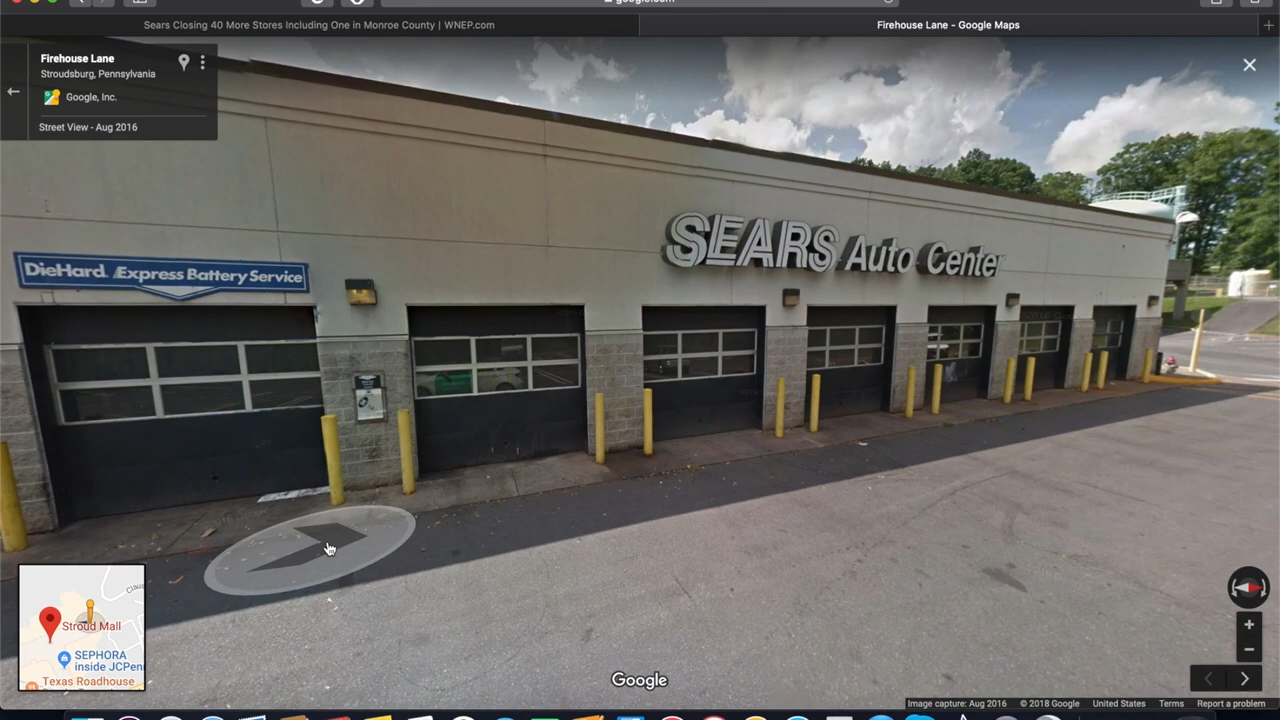 google.com
Sears Closing 40 More Stores Including One in Monroe County | WNEP.com
Firehouse Lane - Google Maps
Firehouse Lane
Stroudsburg, Pennsylvania
Google, Inc.
Street View - Aug 2016
SEARS Auto Center
DieHard Express Battery Service
Stroud Mall
SEPHORA
inside JCPen
Texas Roadhouse
Google
Image capture: Aug 2016 © 2018 Google United States Terms Report a problem